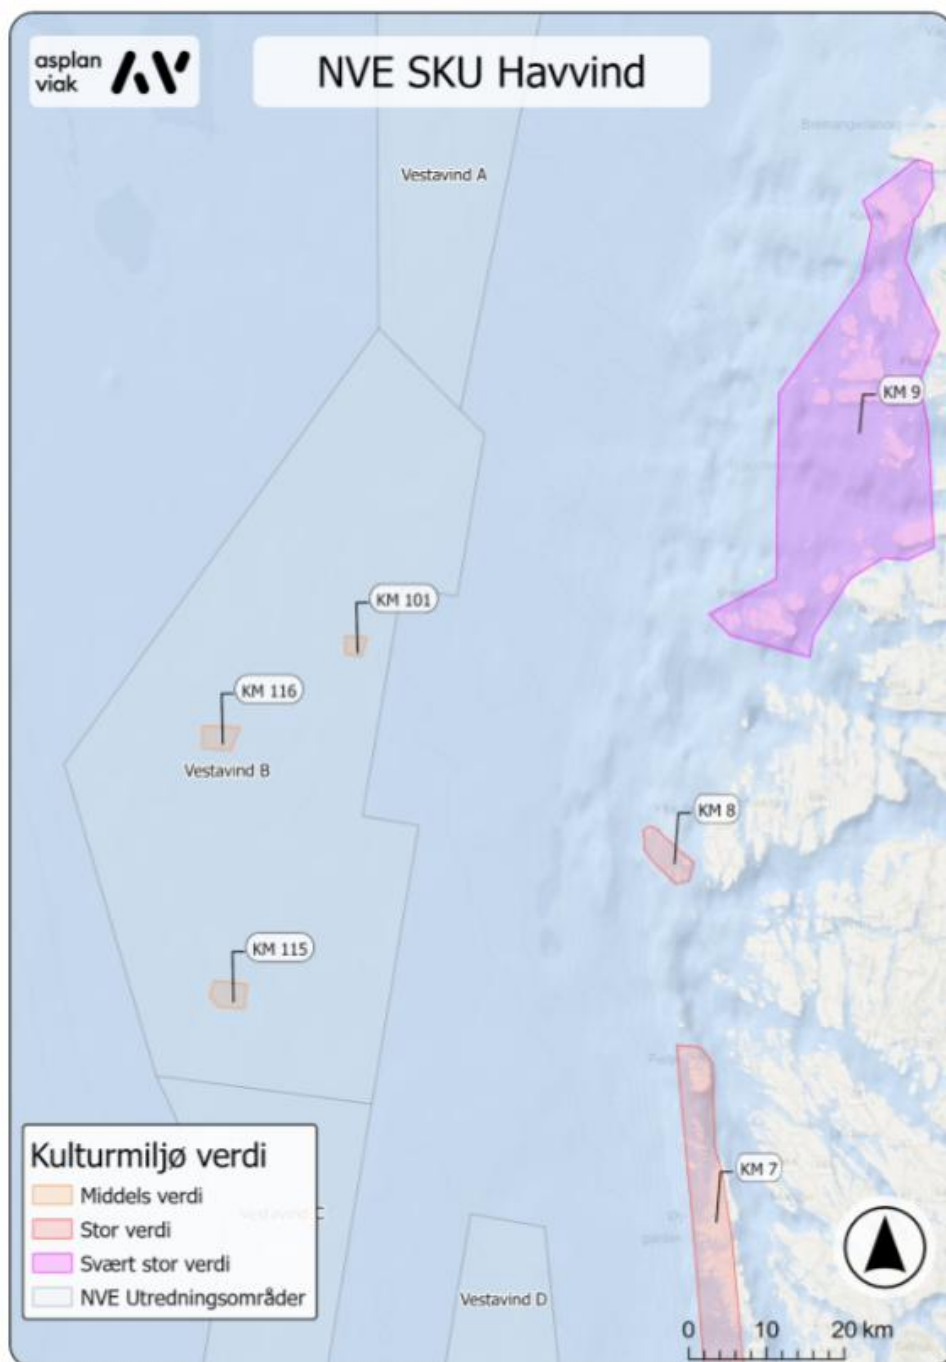 asplan
viak
NVE SKU Havvind
Vestavind A
KM 9
KM 101
KM 116
Vestavind B
KM 8
KM 115
KM 7
Kulturmiljø verdi
Middels verdi
Stor verdi
Svært stor verdi
NVE Utredningsområder
Vestavind D
0 10 20 km